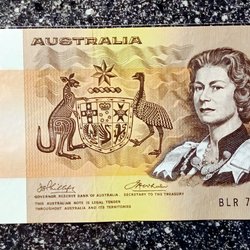 AUSTRALIA
GOVERNOR, RESERVE BANK OF AUSTRALIA. SECRETARY TO THE TREASURY
THIS AUSTRALIAN NOTE IS LEGAL TENDER
THROUGHOUT AUSTRALIA AND ITS TERRITORIES
BLR 7